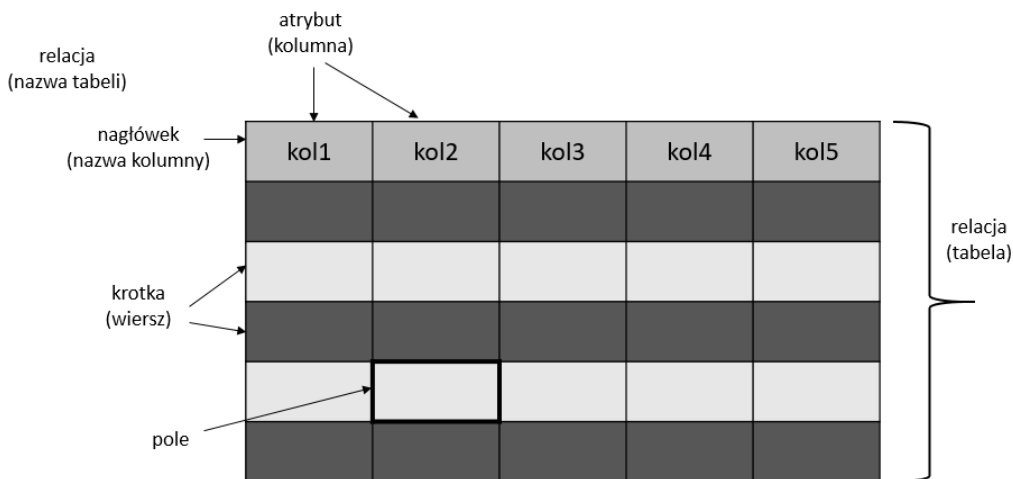 atrybut
(kolumna)
relacja
(nazwa tabeli)
nagłówek
(nazwa kolumny)
kol1 kol2 kol3 kol4 kol5
relacja
(tabela)
krotka
(wiersz)
pole